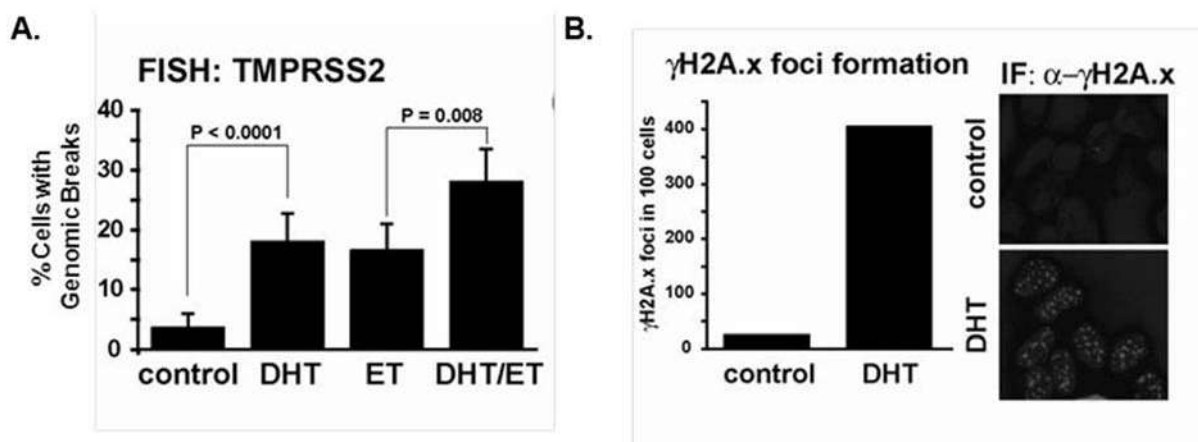 A.
FISH: TMPRSS2
%Cells with
Genomic Breaks
40
30
20
10
0
P < 0.0001
P = 0.008
control DHT ET DHT/ET
B.
γH2A.x foci formation
γH2A.x foci in 100 cells
400
300
200
100
0
control DHT
IF: α–γH2A.x
control
DHT